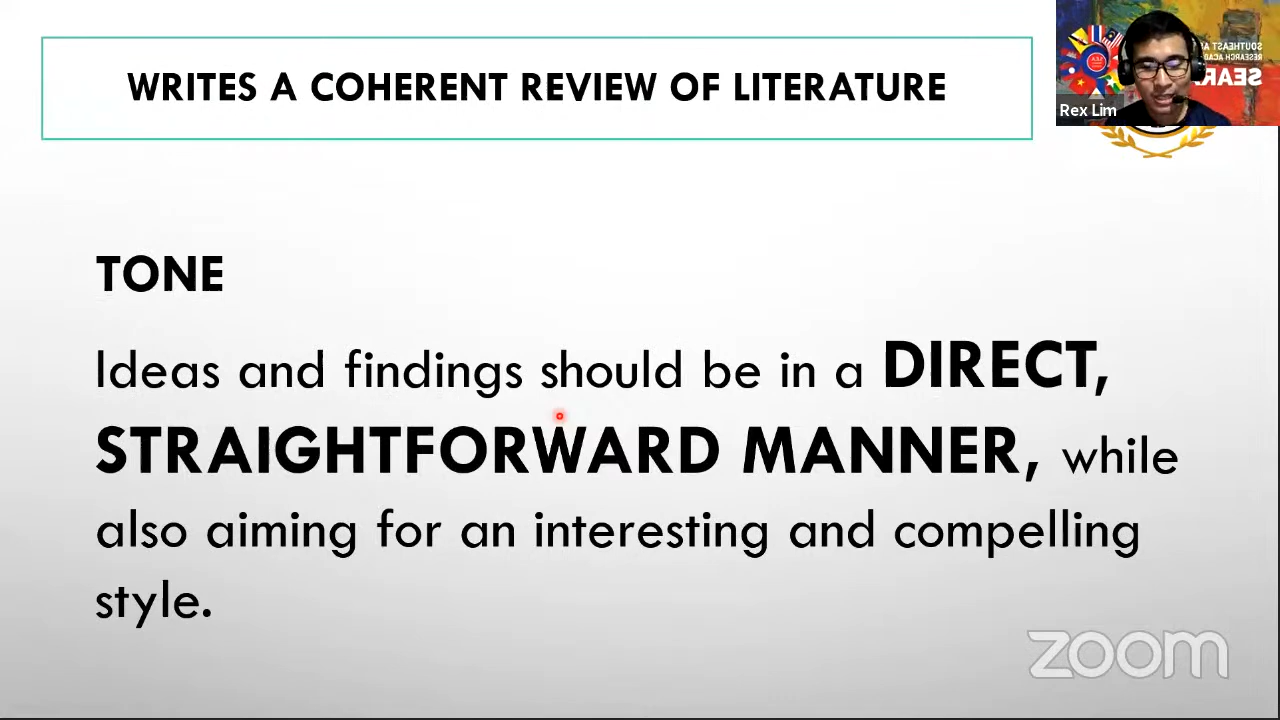 WRITES A COHERENT REVIEW OF LITERATURE
Rex Lim
SEA
TONE
Ideas and findings should be in a DIRECT,
STRAIGHTFORWARD MANNER, while
also aiming for an interesting and compelling
style.
zoom